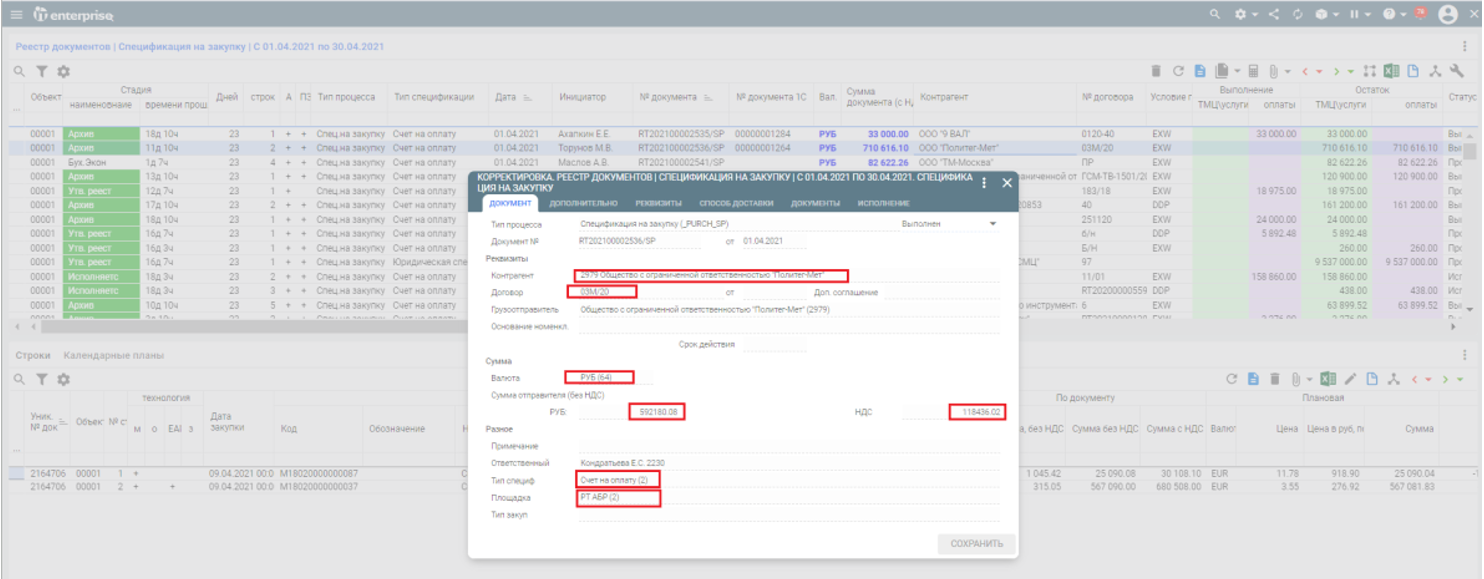 enterprise
76
Реестр документов | Спецификация на закупку | С 01.04.2021 по 30.04.2021
Стадия Выполнение Остаток
Объект наименовние времени прош Дней строк А ПЗ Тип процесса Тип спецификации Дата Инициатор № документа № документа 1С Вал. Сумма документа (с Н Контрагент № договора Условие г ТМЦ\услуги оплаты ТМЦ\услуги оплаты Статус
00001 Архив 18д 10ч 23 1 + + Спец.на закупку Счет на оплату 01.04.2021 Ахапкин Е.Е. RT202100002535/SP 00000001284 РУБ 33 000.00 ООО "9 ВАЛ" 0120-40 EXW 33 000.00 33 000.00
00001 Архив 11д 10ч 23 2 + + Спец.на закупку Счет на оплату 01.04.2021 Торунов М.В. RT202100002536/SP 00000001264 РУБ 710 616.10 ООО "Политег-Мет" 03М/20 EXW 710 616.10 710 616.10
00001 Бух.Экон 1д 7ч 23 4 + + Спец.на закупку Счет на оплату 01.04.2021 Маслов А.В. RT202100002541/SP РУБ 82 622.26 ООО "ТМ-Москва" ПР EXW 82 622.26 82 622.26
00001 Архив 13д 10ч 23 1 + + Спец.на закупку Счет на оплату аниченной от ГСМ-ТВ-1501/2 EXW 120 900.00 120 900.00
00001 Утв. реест 12д 7ч 23 1 + + Спец.на закупку Счет на оплату 183/18 EXW 18 975.00 18 975.00
00001 Архив 17д 10ч 23 2 + + Спец.на закупку Счет на оплату 0853 40 DDP 161 200.00 161 200.00
00001 Архив 18д 10ч 23 1 + + Спец.на закупку Счет на оплату 251120 EXW 24 000.00 24 000.00
00001 Утв. реест 16д 7ч 23 1 + + Спец.на закупку Счет на оплату б/н DDP 5 892.48 5 892.48
00001 Утв. реест 16д 3ч 23 1 + + Спец.на закупку Счет на оплату Б/Н EXW 260.00 260.00
00001 Утв. реест 16д 7ч 23 1 + + Спец.на закупку Юридическая спе СМЦ" 97 9 537 000.00 9 537 000.00
00001 Исполняетс 18д 3ч 23 2 + + Спец.на закупку Счет на оплату 11/01 EXW 158 860.00 158 860.00
00001 Исполняетс 18д 3ч 23 3 + + Спец.на закупку Счет на оплату RT20200000559 DDP 438.00 438.00
00001 Архив 10д 10ч 23 5 + + Спец.на закупку Счет на оплату о инструмент: 6 EXW 63 899.52 63 899.52
КОРРЕКТИРОВКА. РЕЕСТР ДОКУМЕНТОВ | СПЕЦИФИКАЦИЯ НА ЗАКУПКУ | С 01.04.2021 ПО 30.04.2021. СПЕЦИФИКА
ЦИЯ НА ЗАКУПКУ
ДОКУМЕНТ ДОПОЛНИТЕЛЬНО РЕКВИЗИТЫ СПОСОБ ДОСТАВКИ ДОКУМЕНТЫ ИСПОЛНЕНИЕ
Тип процесса Спецификация на закупку (_PURCH_SP) Выполнен
Документ № RT202100002536/SP от 01.04.2021
Реквизиты
Контрагент 2979 Общество с ограниченной ответственностью "Политег-Мет"
Договор 03М/20 от Доп. соглашение
Грузоотправитель Общество с ограниченной ответственностью "Политег-Мет" (2979)
Основание номенкл.
Срок действия
Сумма
Валюта РУБ (64)
Сумма отправителя (без НДС)
РУБ: 592180.08 НДС 118436.02
Разное
Примечание
Ответственный Кондратьева Е.С. 2230
Тип специф Счет на оплату (2)
Площадка РТ АБР (2)
Тип закуп
СОХРАНИТЬ
Строки Календарные планы
технология По документу Плановая
Уник. № док Объект № ст м о EAI з Дата закупки Код Обозначение а, без НДС Сумма без НДС Сумма с НДС Валют Цена Цена в руб, п Сумма
2164706 00001 1 + 09.04.2021 00:0 М18020000000087 1 045.42 25 090.08 30 108.10 EUR 11.78 918.90 25 090.04
2164706 00001 2 + + 09.04.2021 00:0 М18020000000037 315.05 567 090.00 680 508.00 EUR 3.55 276.92 567 081.83